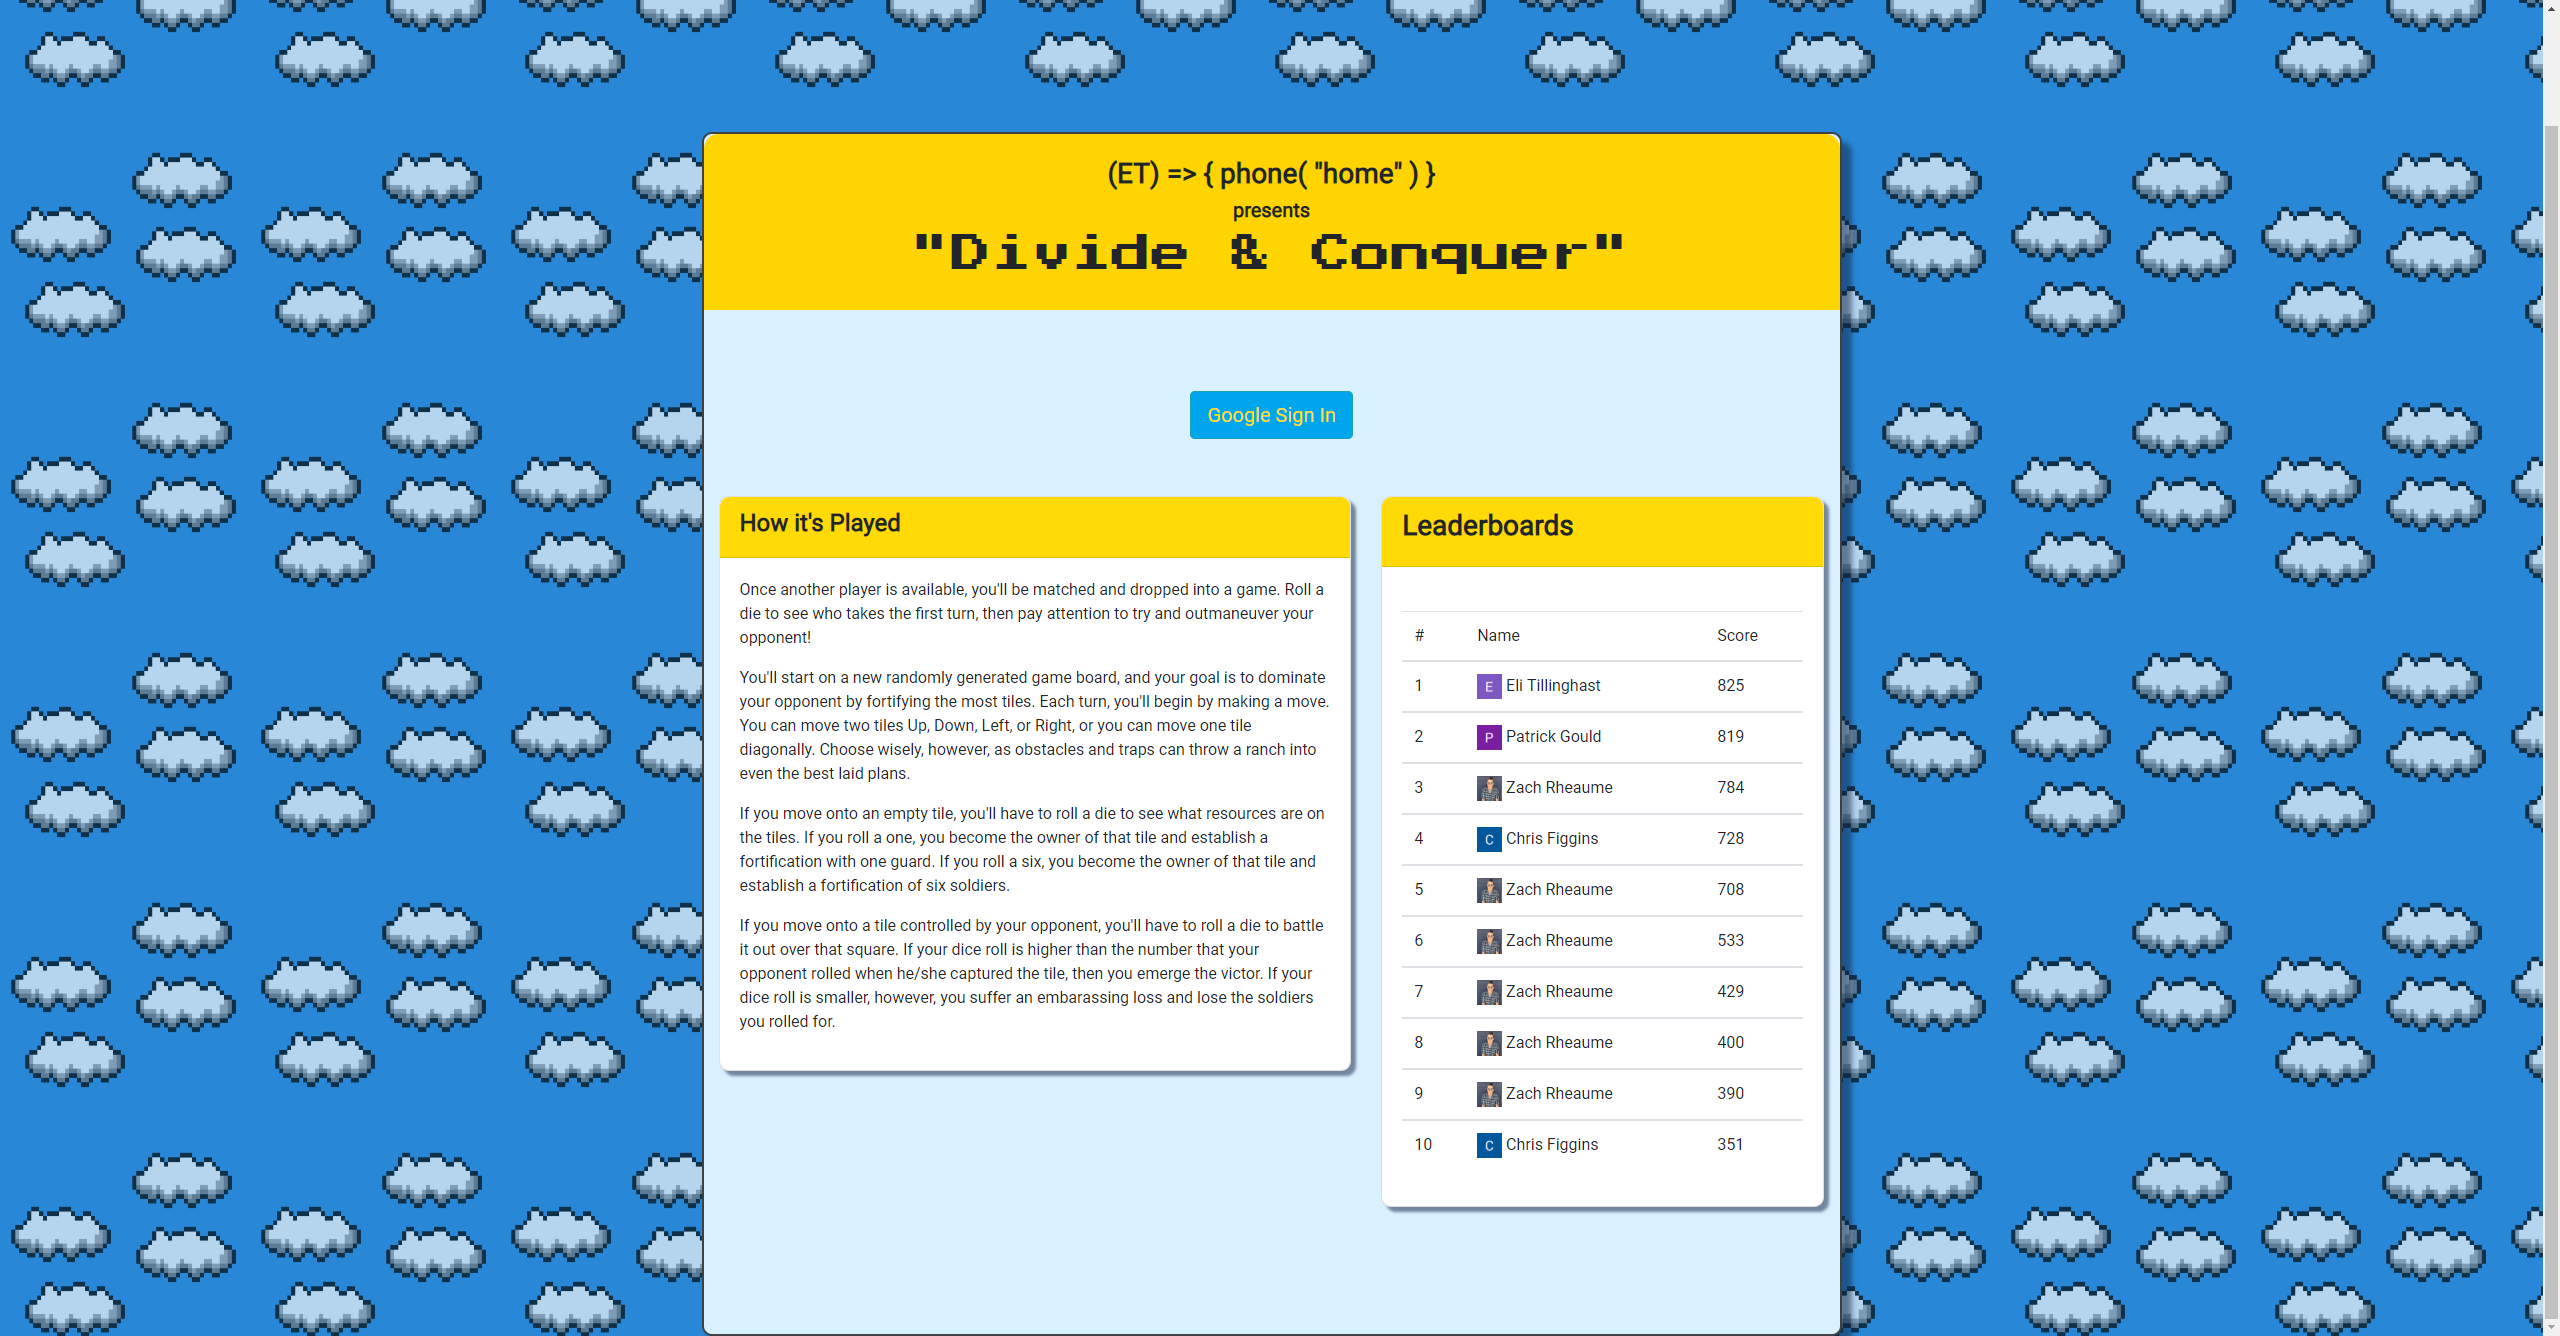 (ET) => { phone( "home" ) }
presents
"Divide & Conquer"
Google Sign In
How it's Played
Once another player is available, you'll be matched and dropped into a game. Roll a
die to see who takes the first turn, then pay attention to try and outmaneuver your
opponent!
You'll start on a new randomly generated game board, and your goal is to dominate
your opponent by fortifying the most tiles. Each turn, you'll begin by making a move.
You can move two tiles Up, Down, Left, or Right, or you can move one tile
diagonally. Choose wisely, however, as obstacles and traps can throw a ranch into
even the best laid plans.
If you move onto an empty tile, you'll have to roll a die to see what resources are on
the tiles. If you roll a one, you become the owner of that tile and establish a
fortification with one guard. If you roll a six, you become the owner of that tile and
establish a fortification of six soldiers.
If you move onto a tile controlled by your opponent, you'll have to roll a die to battle
it out over that square. If your dice roll is higher than the number that your
opponent rolled when he/she captured the tile, then you emerge the victor. If your
dice roll is smaller, however, you suffer an embarassing loss and lose the soldiers
you rolled for.
Leaderboards
# Name Score
1 E Eli Tillinghast 825
2 P Patrick Gould 819
3 Zach Rheaume 784
4 C Chris Figgins 728
5 Zach Rheaume 708
6 Zach Rheaume 533
7 Zach Rheaume 429
8 Zach Rheaume 400
9 Zach Rheaume 390
10 C Chris Figgins 351